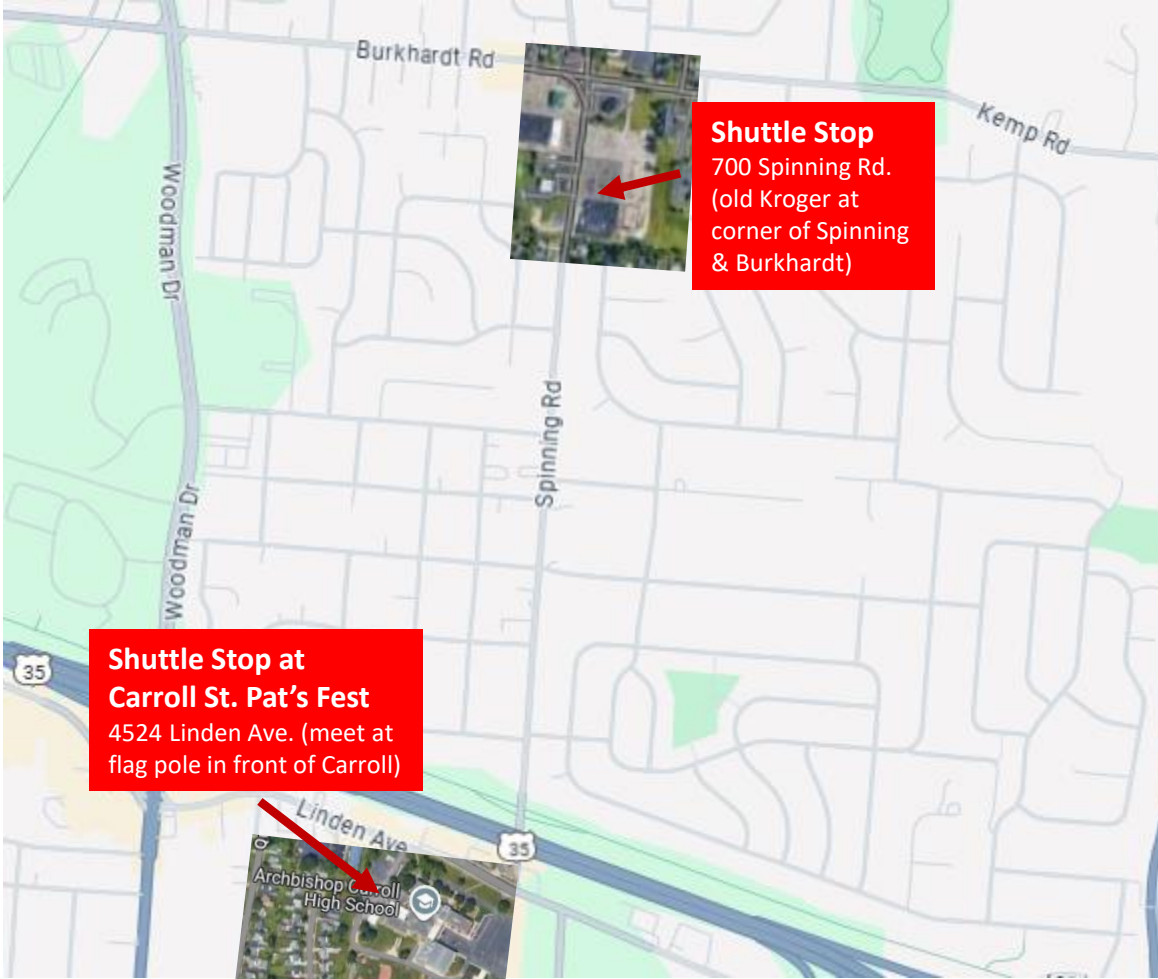 Burkhardt Rd
Kemp Rd
Shuttle Stop
700 Spinning Rd.
(old Kroger at
corner of Spinning
& Burkhardt)
Woodman Dr
Spinning Rd
Woodman Dr
35
Shuttle Stop at
Carroll St. Pat’s Fest
4524 Linden Ave. (meet at
flag pole in front of Carroll)
Linden Ave
35
Archbishop Carroll
High School